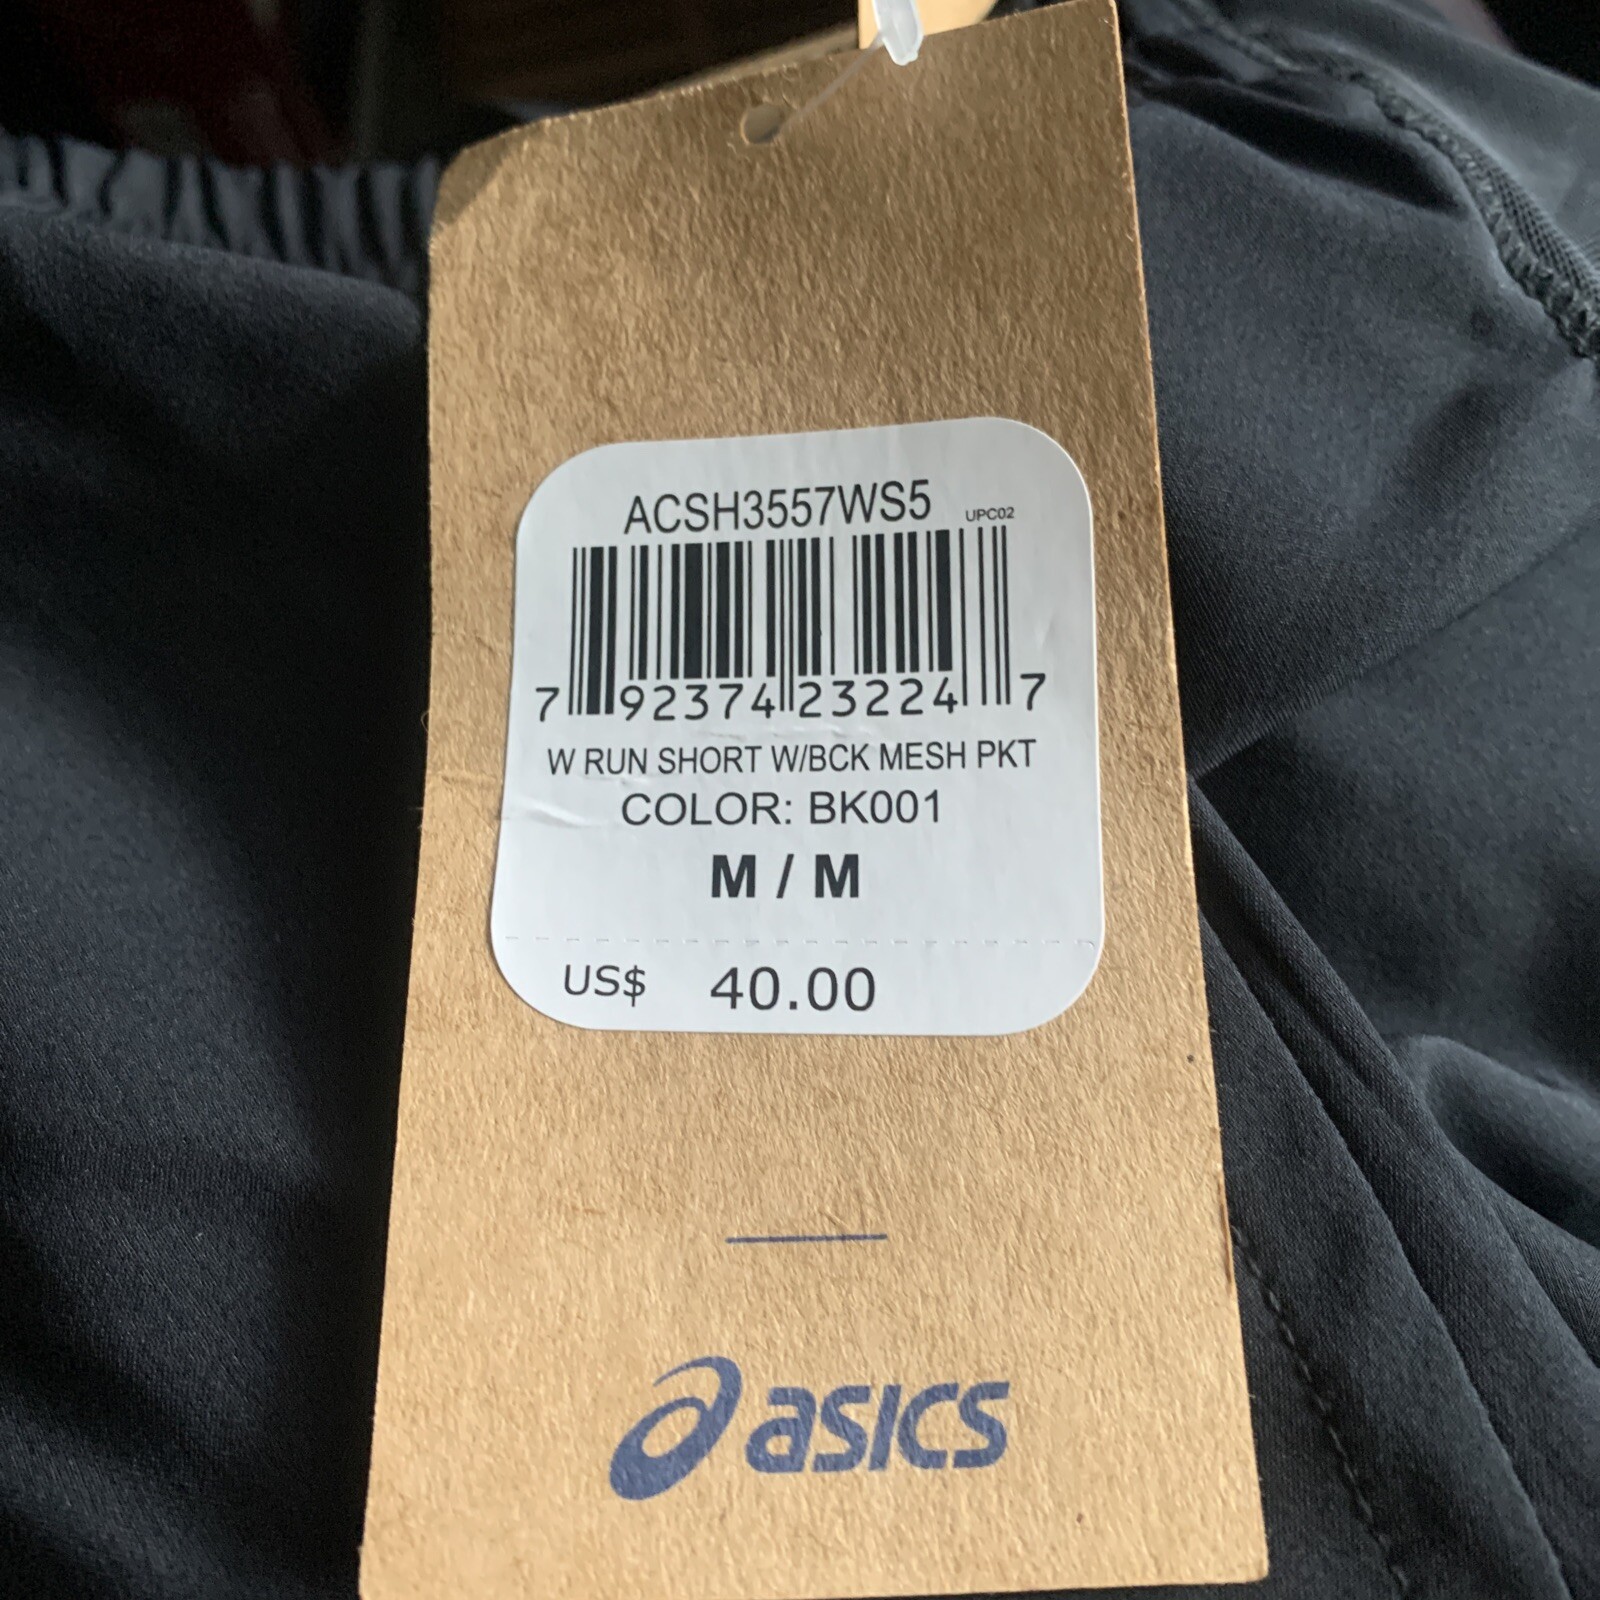 ACSH3557WS5 UPC02
7 92374 23224 7
W RUN SHORT W/BCK MESH PKT
COLOR: BK001
M / M
US$ 40.00
asics